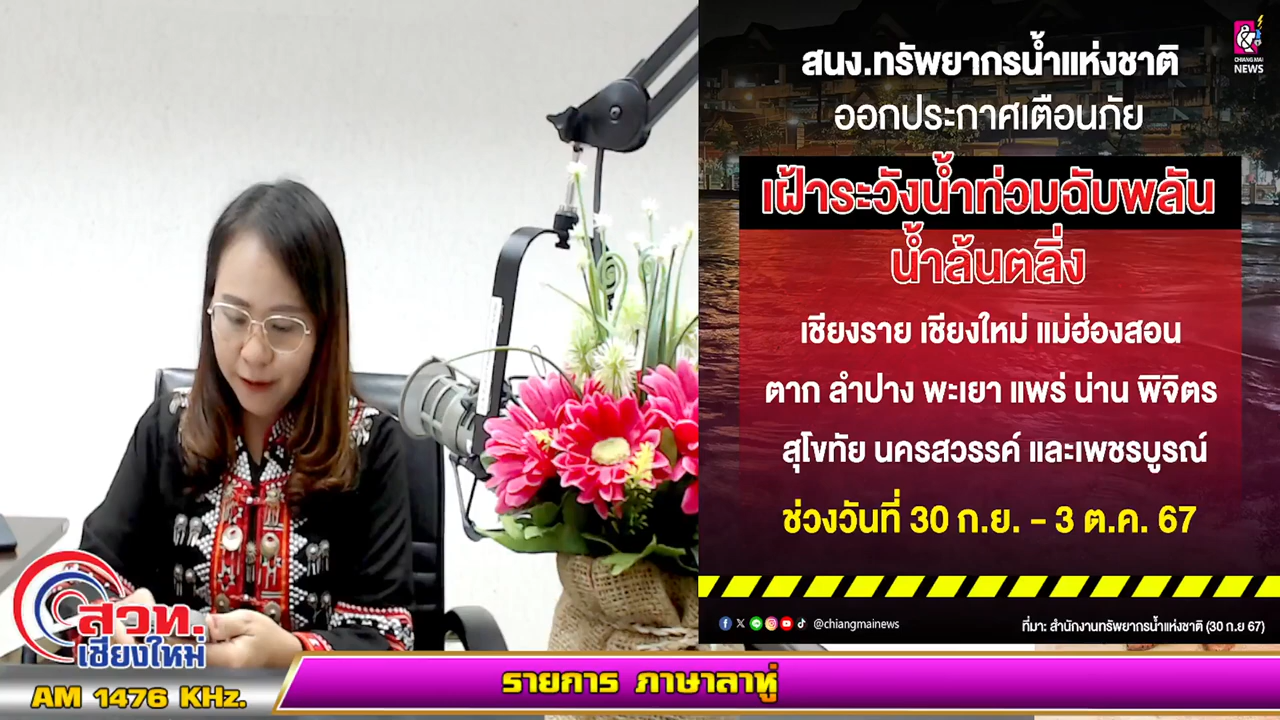 สนง.ทรัพยากรน้ำแห่งชาติ
ออกประกาศเตือนภัย
เฝ้าระวังน้ำท่วมฉับพลัน
น้ำล้นตลิ่ง
เชียงราย เชียงใหม่ แม่ฮ่องสอน
ตาก ลำปาง พะเยา แพร่ น่าน พิจิตร
สุโขทัย นครสวรรค์ และเพชรบูรณ์
ช่วงวันที่ 30 ก.ย. - 3 ต.ค. 67
CHIANG MAI
NEWS
@chiangmainews
ที่มา: สำนักงานทรัพยากรน้ำแห่งชาติ (30 ก.ย 67)
สวท.
เชียงใหม่
AM 1476 KHz.
รายการ ภาษาลาหู่